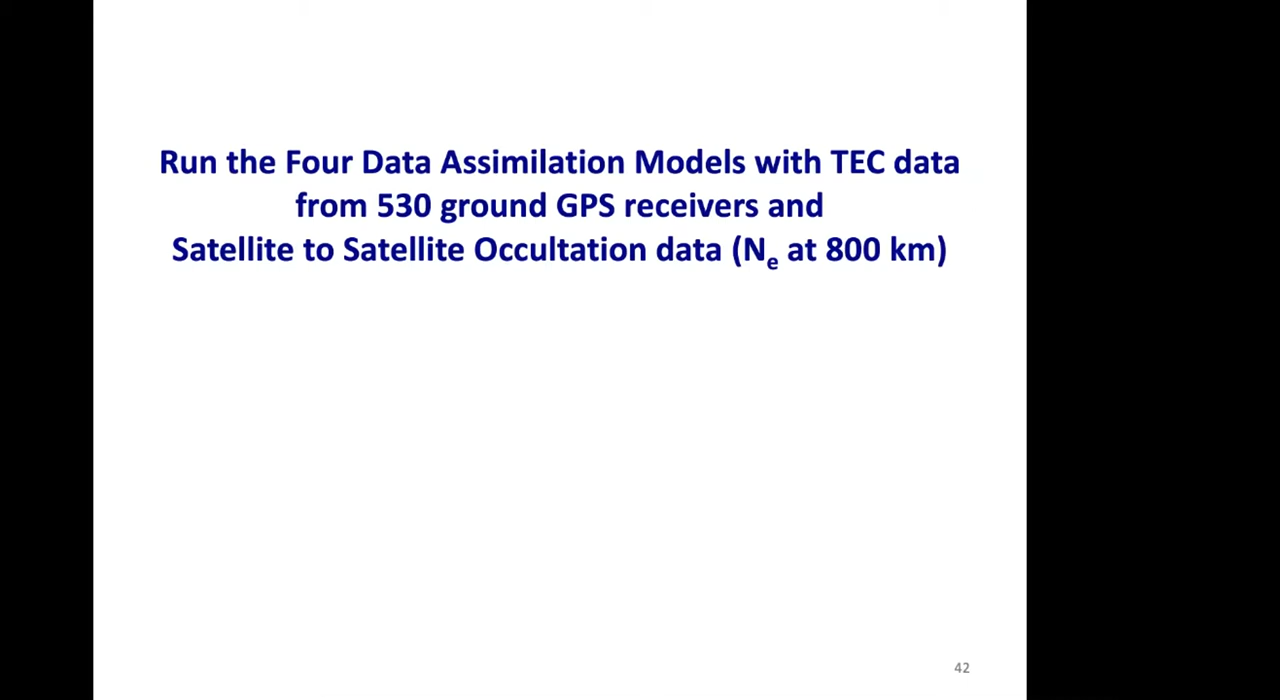 Run the Four Data Assimilation Models with TEC data
from 530 ground GPS receivers and
Satellite to Satellite Occultation data (Ne at 800 km)
42